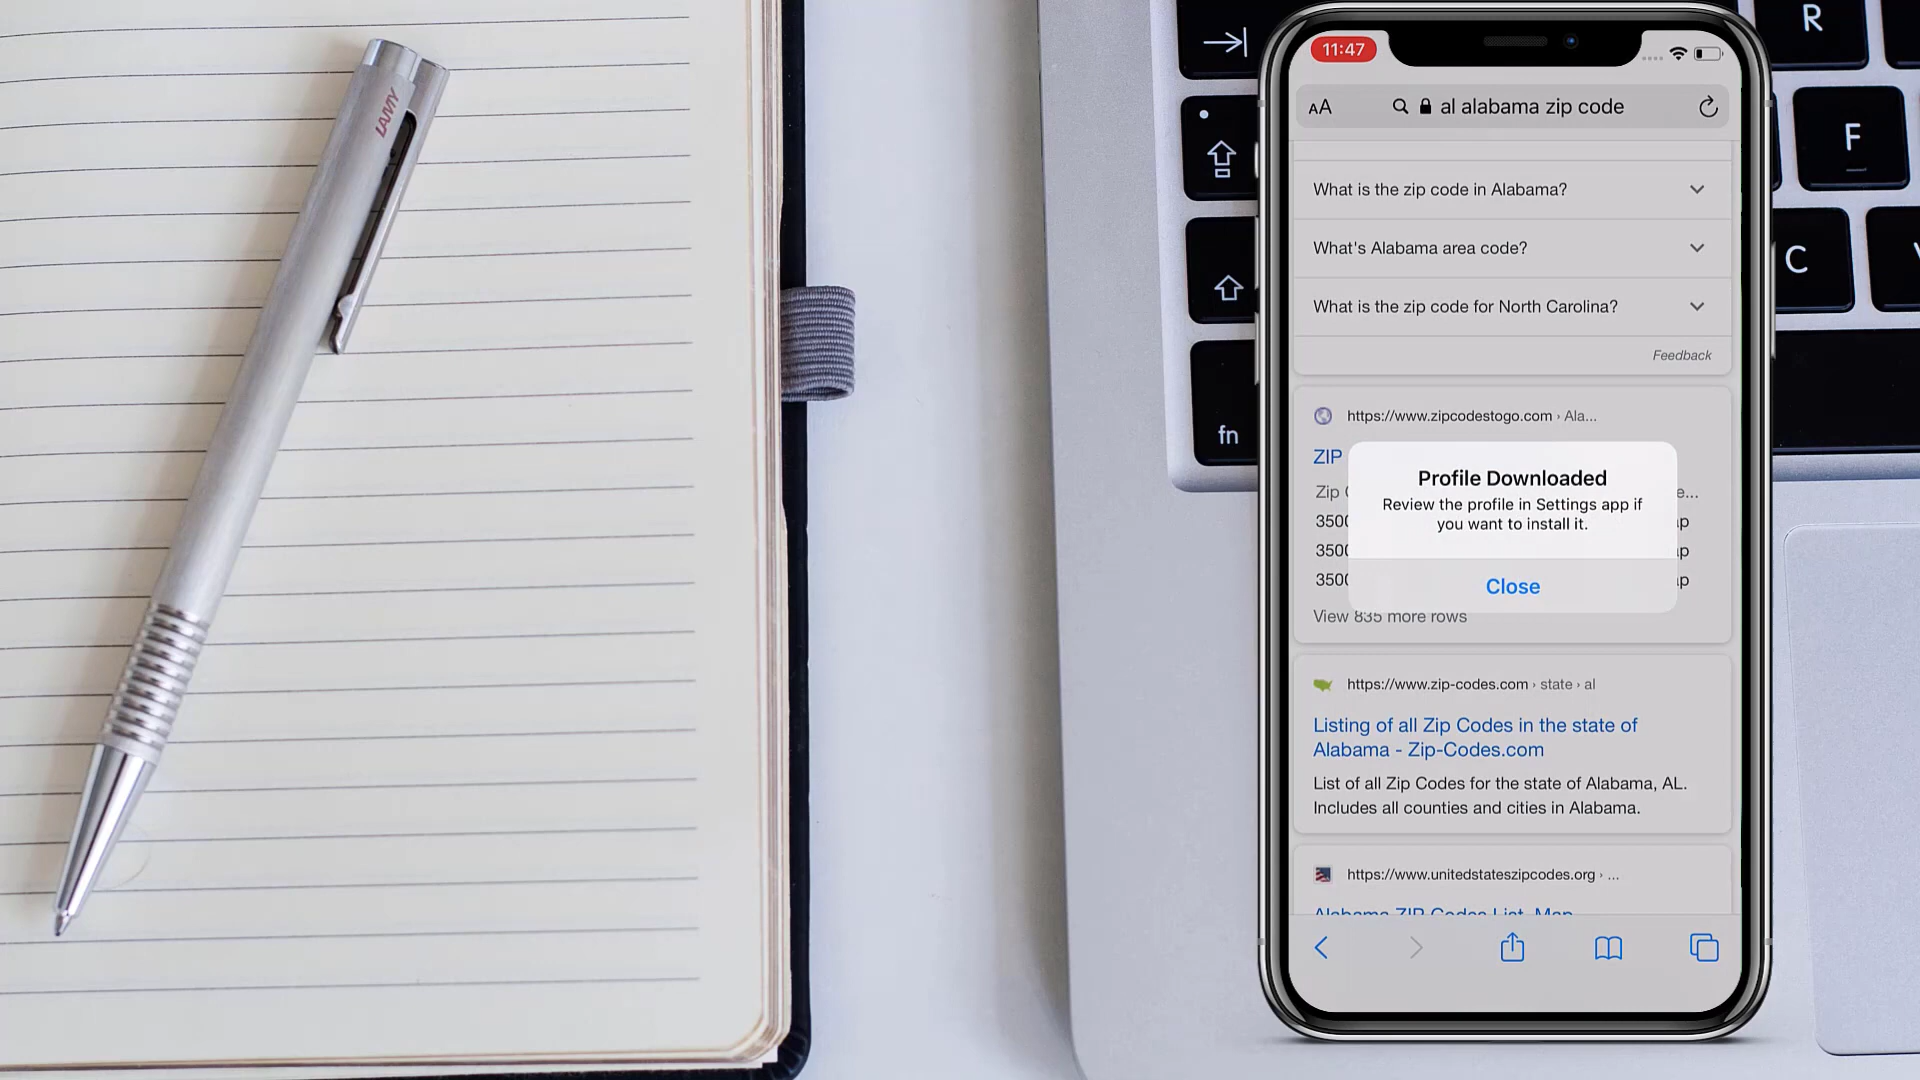 LAMY
R
F
C
fn
11:47
AA al alabama zip code
What is the zip code in Alabama?
What's Alabama area code?
What is the zip code for North Carolina?
Feedback
https://www.zipcodestogo.com › Ala...
ZIP
Zip
e...
3500
3500
3500
View 835 more rows
Profile Downloaded
Review the profile in Settings app if
you want to install it.
Close
https://www.zip-codes.com › state › al
Listing of all Zip Codes in the state of
Alabama - Zip-Codes.com
List of all Zip Codes for the state of Alabama, AL.
Includes all counties and cities in Alabama.
https://www.unitedstateszipcodes.org › ...
Alabama ZIP Codes List, Map,